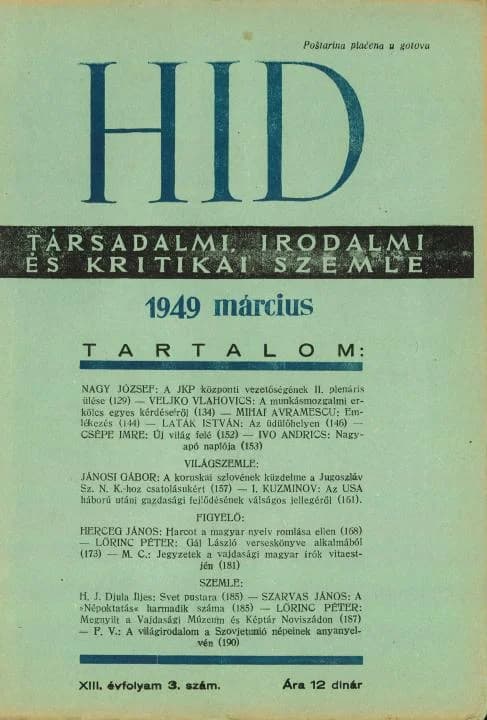 Poštarina plaćena u gotovu
HID
TÁRSADALMI, IRODALMI
ÉS KRITIKAI SZEMLE
1949 március
TARTALOM:
NAGY JÓZSEF: A JKP központi vezetőségének II. plenáris
ülése (129) — VELJKO VLAHOVICS: A munkásmozgalmi er-
kölcs egyes kérdéseiről (134) — MIHAI AVRAMESCU: Em-
lékezés (144) — LATÁK ISTVÁN: Az üdülőhelyen (146) —
CSÉPE IMRE: Új világ felé (152) — IVO ANDRICS: Nagy-
apó naplója (153)
VILÁGSZEMLE:
JÁNOSI GÁBOR: A koruskai szlovének küzdelme a Jugoszláv
Sz. N. K.-hoz csatolásukért (157) — I. KUZMINOV: Az USA
háború utáni gazdasági fejlődésének válságos jellegéről (161).
FIGYELŐ:
HERCEG JÁNOS: Harcot a magyar nyelv romlása ellen (168)
— LŐRINC PÉTER: Gál László verseskönyve alkalmából
(173) — M. C.: Jegyzetek a vajdasági magyar írók vitaest-
jén (181)
SZEMLE:
H. J. Djula Iljes: Svet pustara (185) — SZARVAS JÁNOS: A
»Népoktatás« harmadik száma (185) — LŐRINC PÉTER:
Megnyílt a Vajdasági Múzeum és Képtár Noviszádon (187)
— F. V.: A világirodalom a Szovjetunió népeinek anyanyel-
vén (190)
XIII. évfolyam 3. szám. Ára 12 dinár